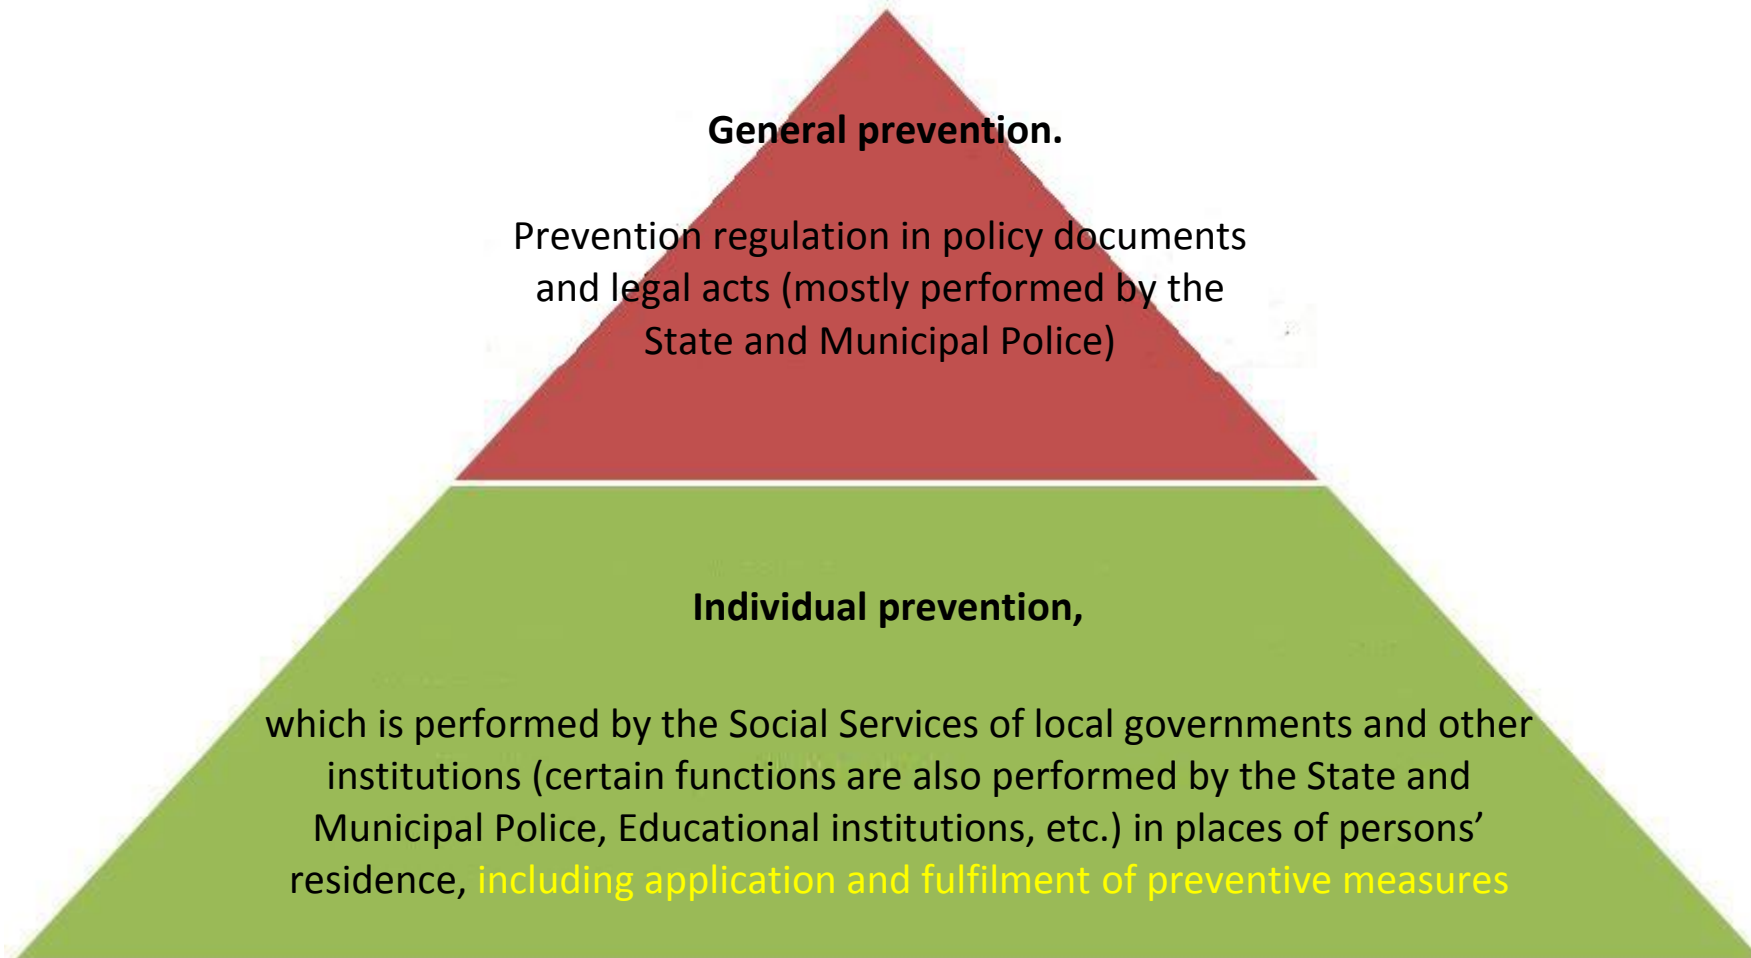 General prevention.
Prevention regulation in policy documents
and legal acts (mostly performed by the
State and Municipal Police)
Individual prevention,
which is performed by the Social Services of local governments and other
institutions (certain functions are also performed by the State and
Municipal Police, Educational institutions, etc.) in places of persons’
residence, including application and fulfilment of preventive measures